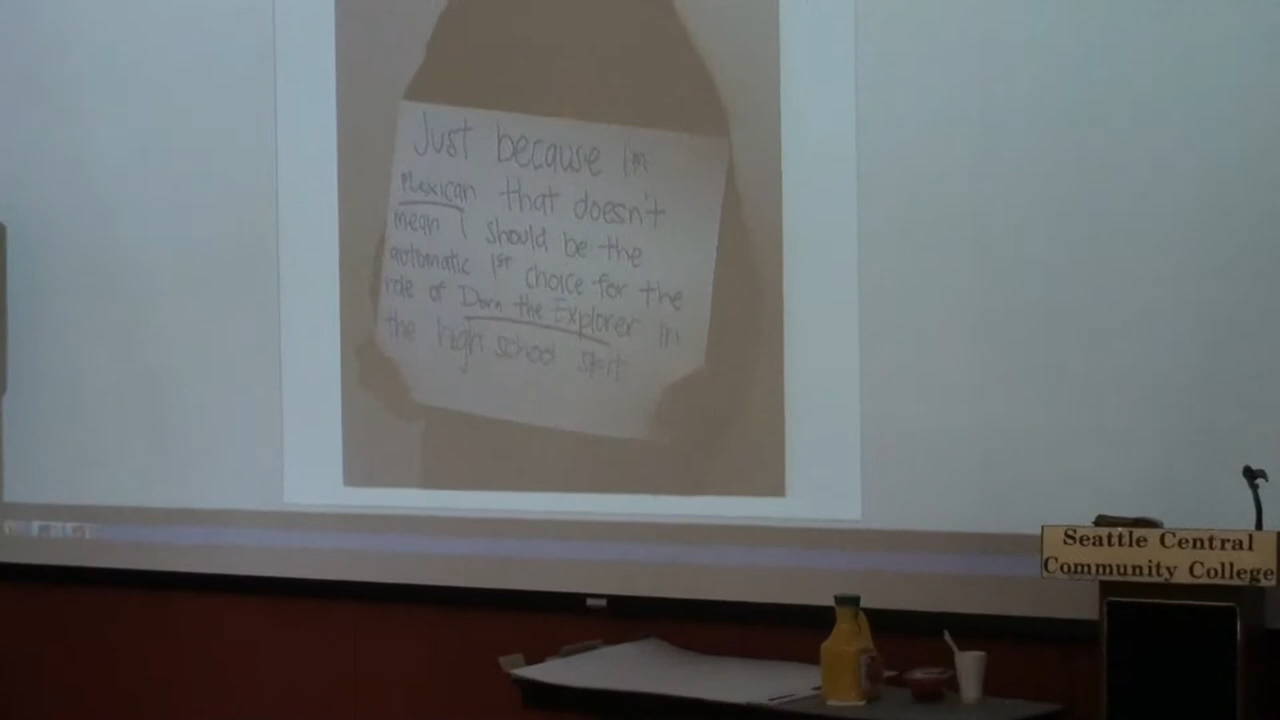 Just because I'm
Mexican that doesn't
mean I should be the
automatic 1st choice for the
role of Dora the Explorer in
the high school skit
Seattle Central
Community College